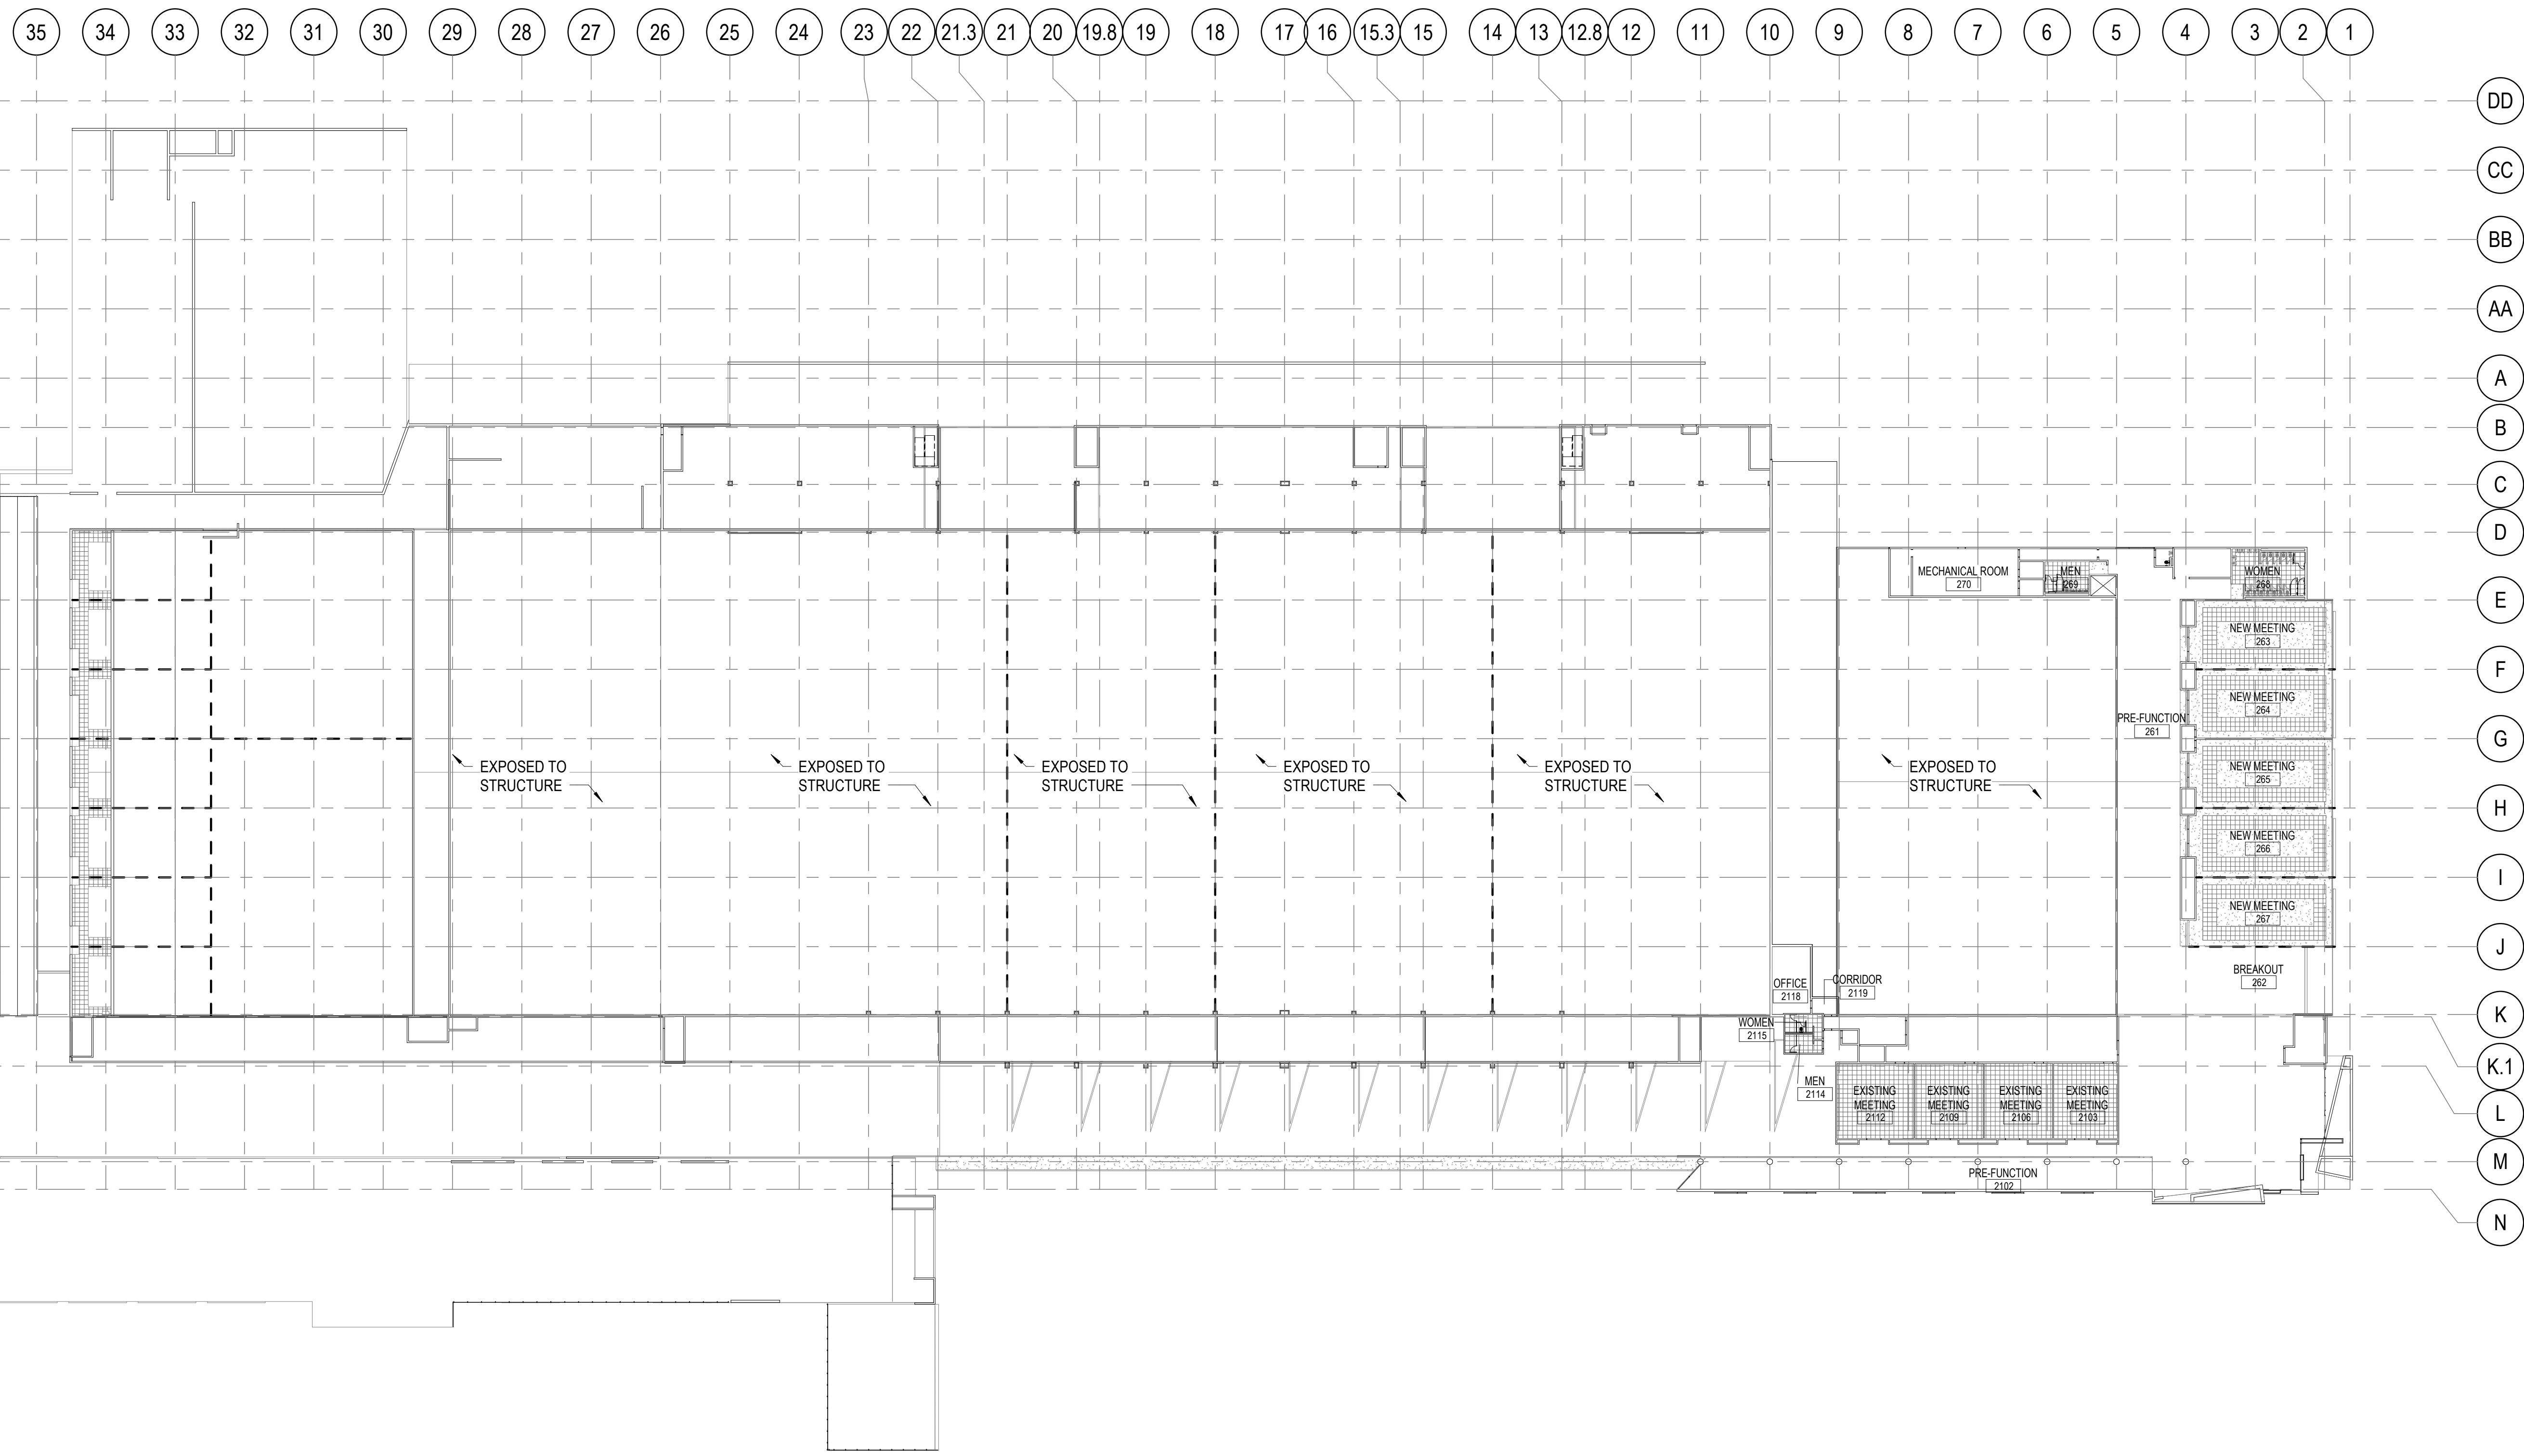 35 34 33 32 31 30 29 28 27 26 25 24 23 22 21.3 21 20 19.8 19 18 17 16 15.3 15 14 13 12.8 12 11 10 9 8 7 6 5 4 3 2 1
DD
CC
BB
AA
A
B
C
D
E
F
G
H
I
J
K
K.1
L
M
N
MECHANICAL ROOM
270
MEN
269
WOMEN
268
NEW MEETING
263
NEW MEETING
264
PRE-FUNCTION
261
NEW MEETING
265
NEW MEETING
266
NEW MEETING
267
BREAKOUT
262
EXPOSED TO
STRUCTURE
EXPOSED TO
STRUCTURE
EXPOSED TO
STRUCTURE
EXPOSED TO
STRUCTURE
EXPOSED TO
STRUCTURE
EXPOSED TO
STRUCTURE
OFFICE
2118
CORRIDOR
2119
WOMEN
2115
MEN
2114
EXISTING
MEETING
2112
EXISTING
MEETING
2109
EXISTING
MEETING
2106
EXISTING
MEETING
2103
PRE-FUNCTION
2102